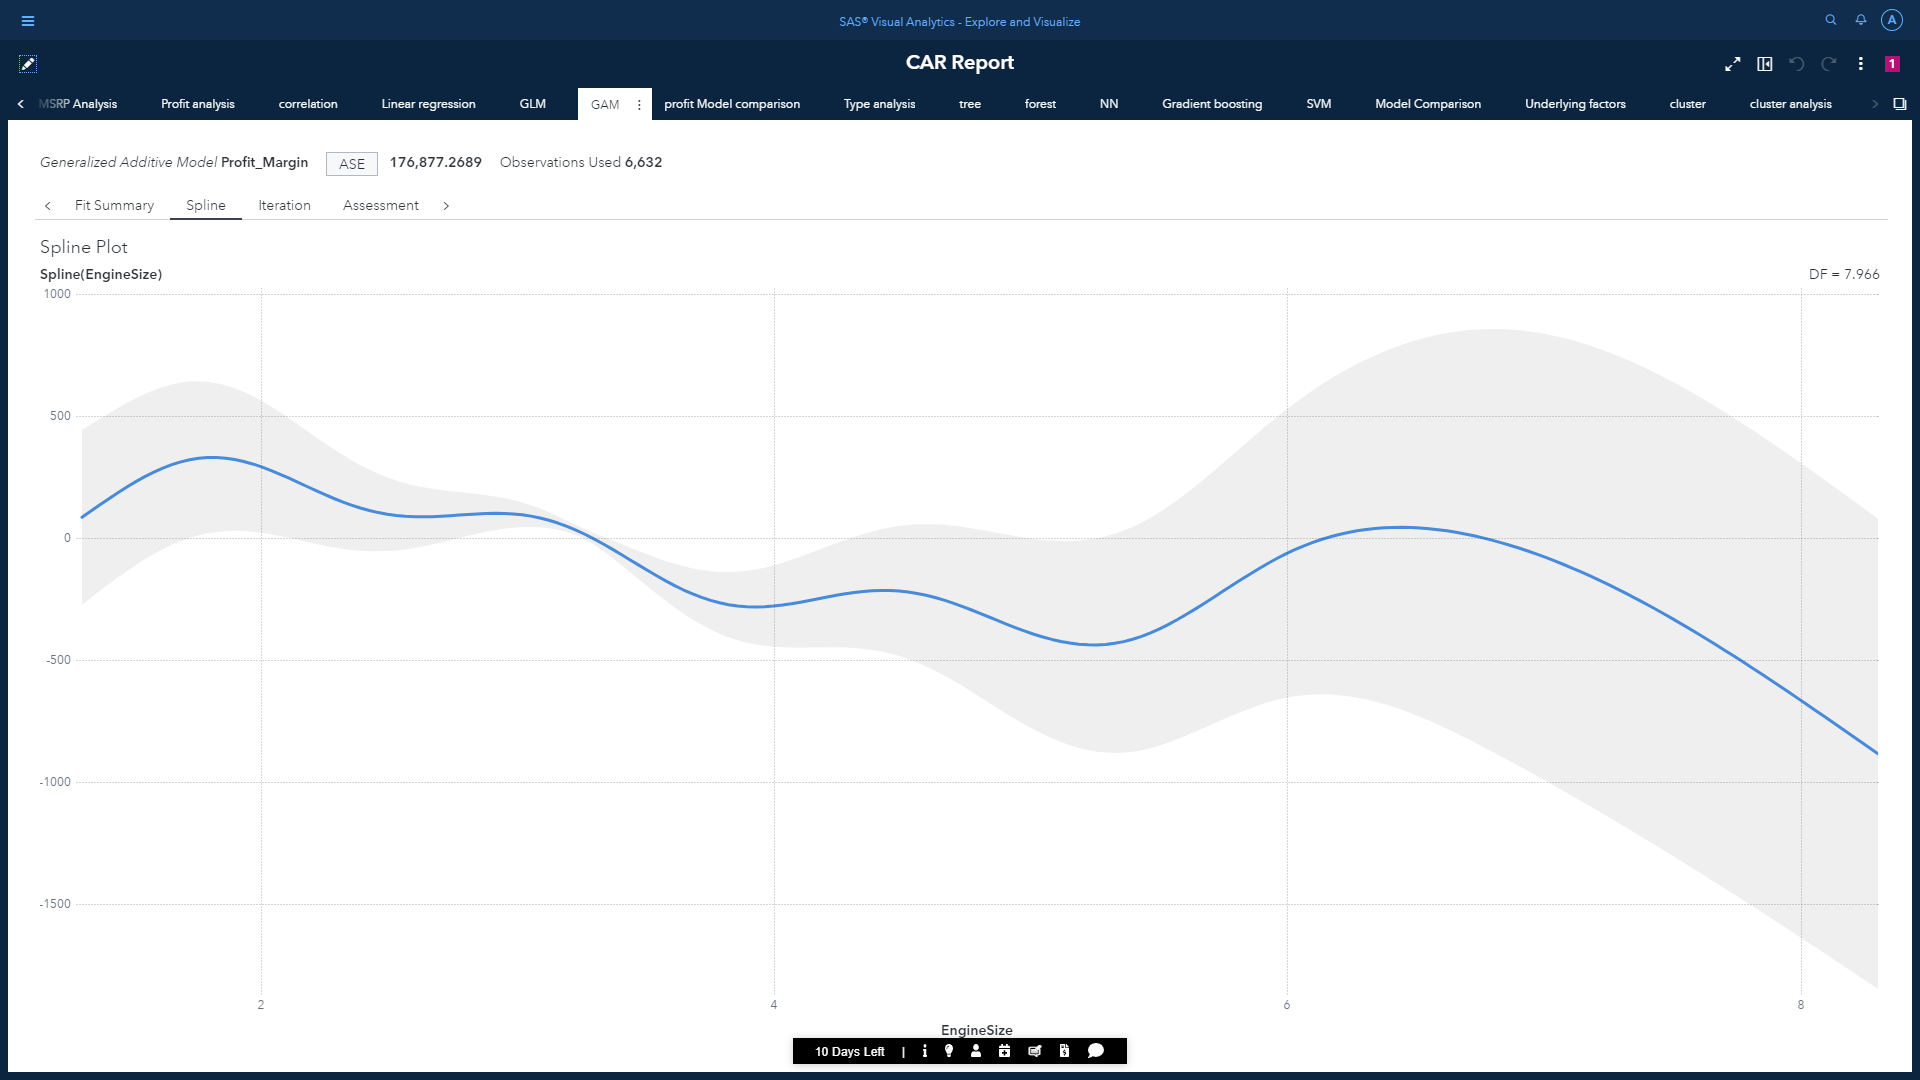 SAS® Visual Analytics - Explore and Visualize
A
CAR Report
1
MSRP Analysis Profit analysis correlation Linear regression GLM GAM profit Model comparison Type analysis tree forest NN Gradient boosting SVM Model Comparison Underlying factors cluster cluster analysis
Generalized Additive Model Profit_Margin ASE 176,877.2689 Observations Used 6,632
Fit Summary Spline Iteration Assessment
Spline Plot
Spline(EngineSize) DF = 7.966
1000
500
0
-500
-1000
-1500
2 4 6 8
EngineSize
10 Days Left |